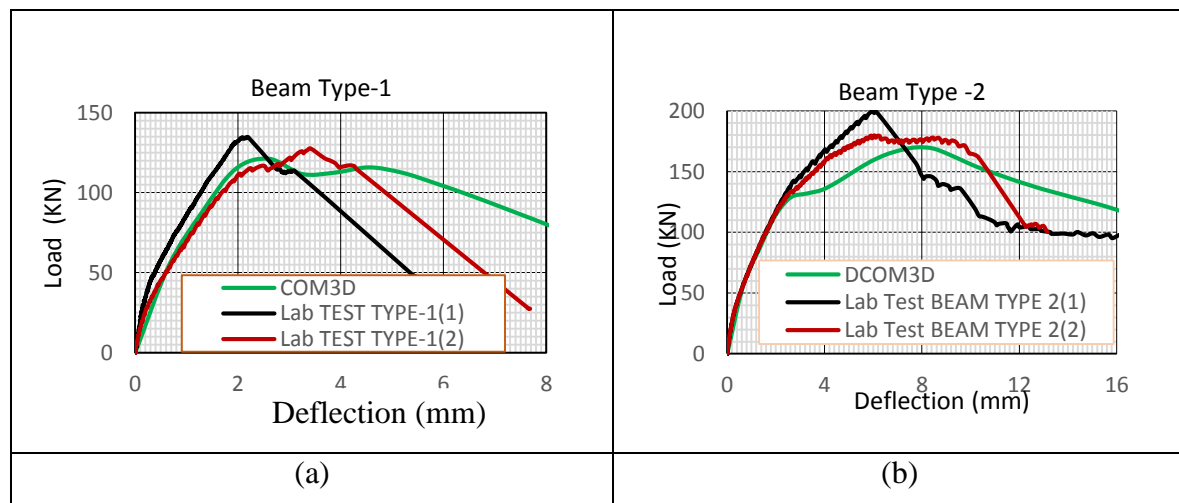 Beam Type-1
150
100
50
0
Load (KN)
COM3D
Lab TEST TYPE-1(1)
Lab TEST TYPE-1(2)
0 2 4 6 8
Deflection (mm)
(a)
Beam Type -2
200
150
100
50
0
Load (KN)
DCOM3D
Lab Test BEAM TYPE 2(1)
Lab Test BEAM TYPE 2(2)
0 4 8 12 16
Deflection (mm)
(b)